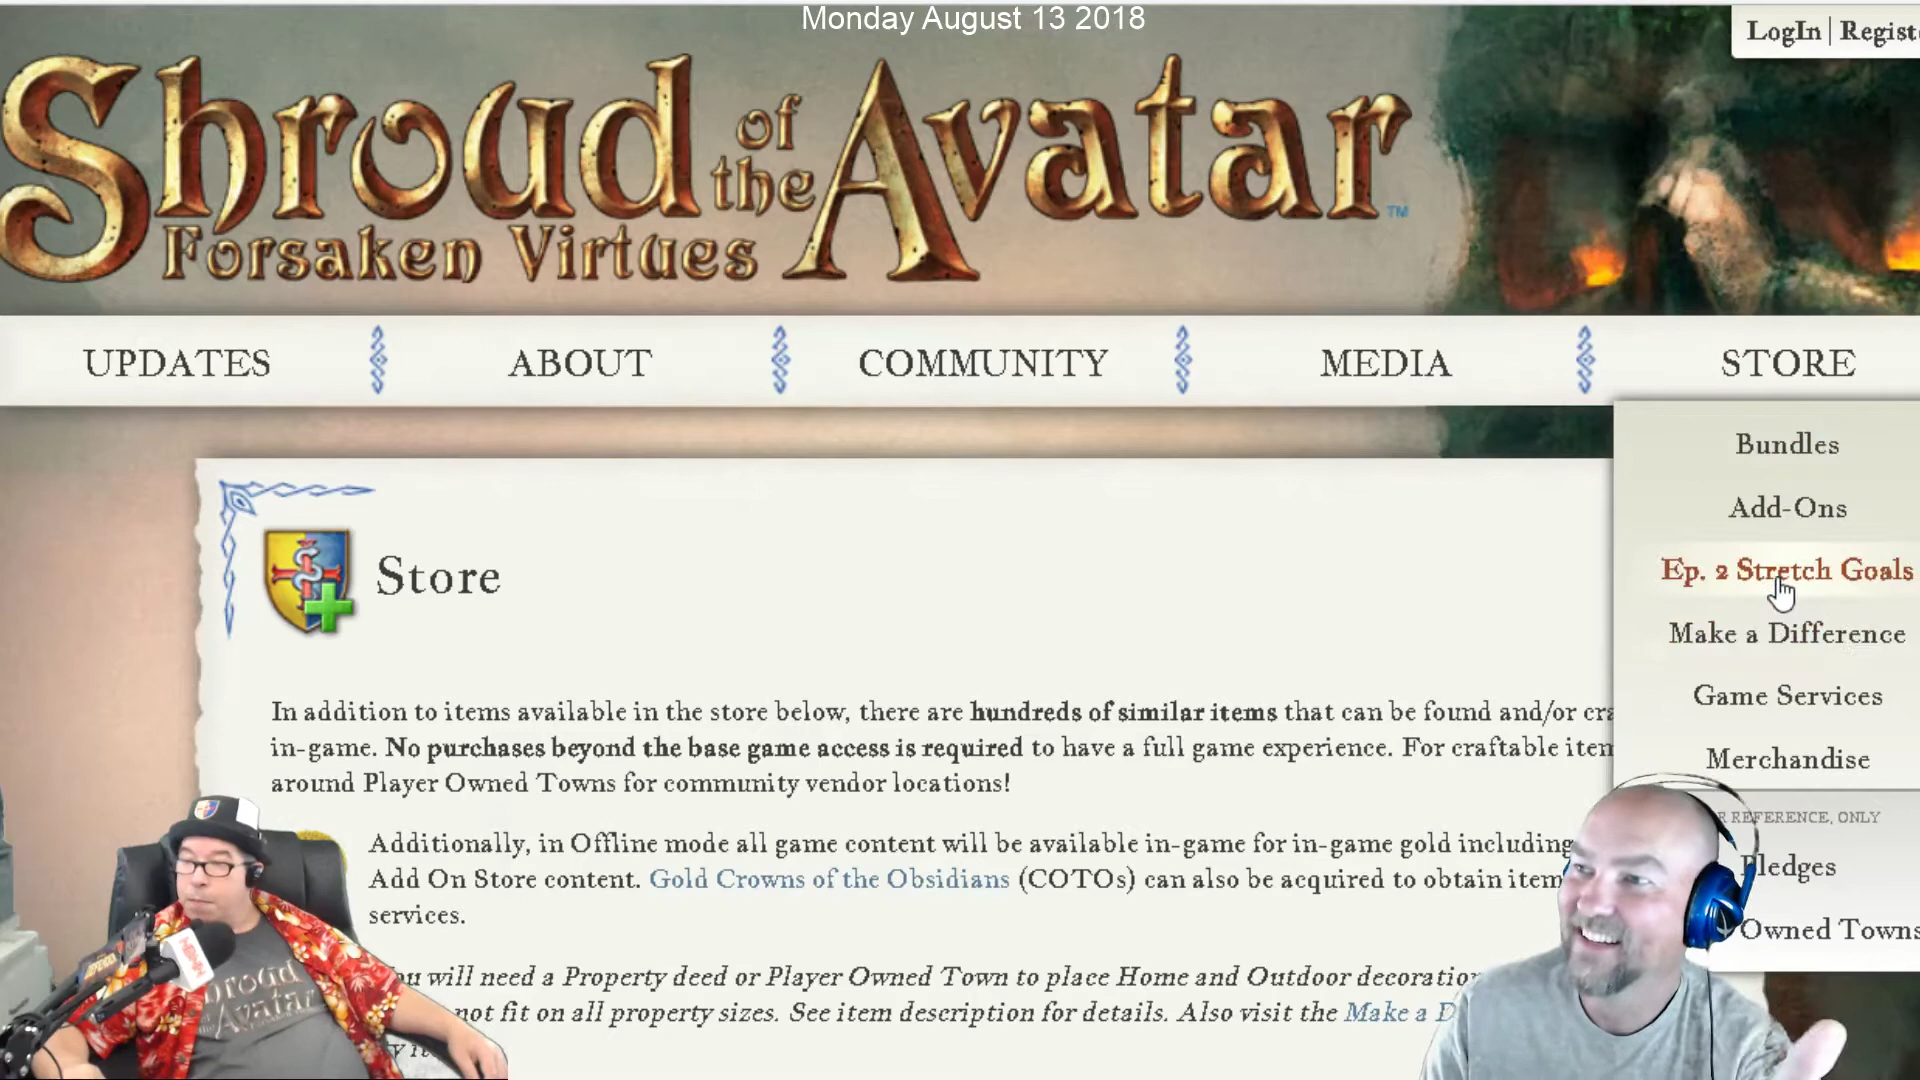 Monday August 13 2018
LogIn | Regist
Shroud of the Avatar™
Forsaken Virtues
UPDATES
ABOUT
COMMUNITY
MEDIA
STORE
Bundles
Add-Ons
Ep. 2 Stretch Goals
Make a Difference
Game Services
Merchandise
REFERENCE, ONLY
Pledges
Owned Towns
Store
In addition to items available in the store below, there are hundreds of similar items that can be found and/or cra
in-game. No purchases beyond the base game access is required to have a full game experience. For craftable item
around Player Owned Towns for community vendor locations!
Additionally, in Offline mode all game content will be available in-game for in-game gold including
Add On Store content. Gold Crowns of the Obsidians (COTOs) can also be acquired to obtain item
services.
You will need a Property deed or Player Owned Town to place Home and Outdoor decoration
not fit on all property sizes. See item description for details. Also visit the Make a D
Shroud
Avatar